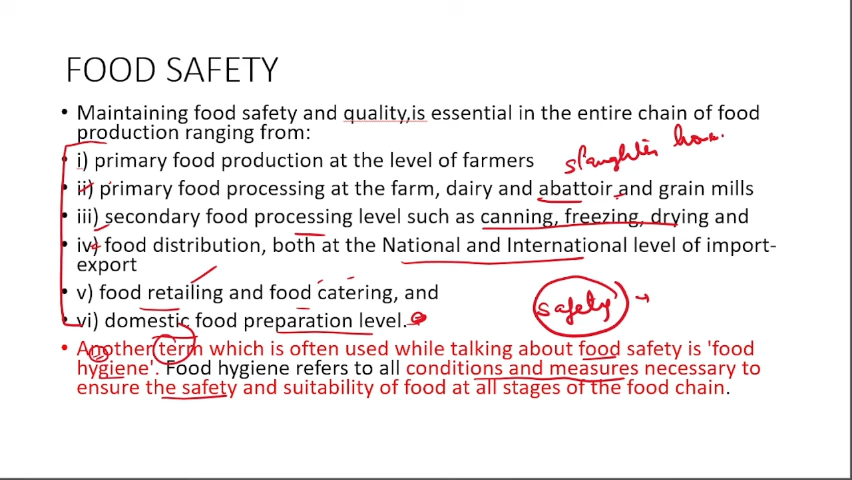 FOOD SAFETY
• Maintaining food safety and quality,is essential in the entire chain of food
production ranging from:
slaughter
• i) primary food production at the level of farmers
• ii) primary food processing at the farm, dairy and abattoir and grain mills
• iii) secondary food processing level such as canning, freezing, drying and
• iv) food distribution, both at the National and International level of import-
export
• v) food retailing and food catering, and
safety
• vi) domestic food preparation level.
• Another term which is often used while talking about food safety is 'food
hygiene'. Food hygiene refers to all conditions and measures necessary to
ensure the safety and suitability of food at all stages of the food chain.